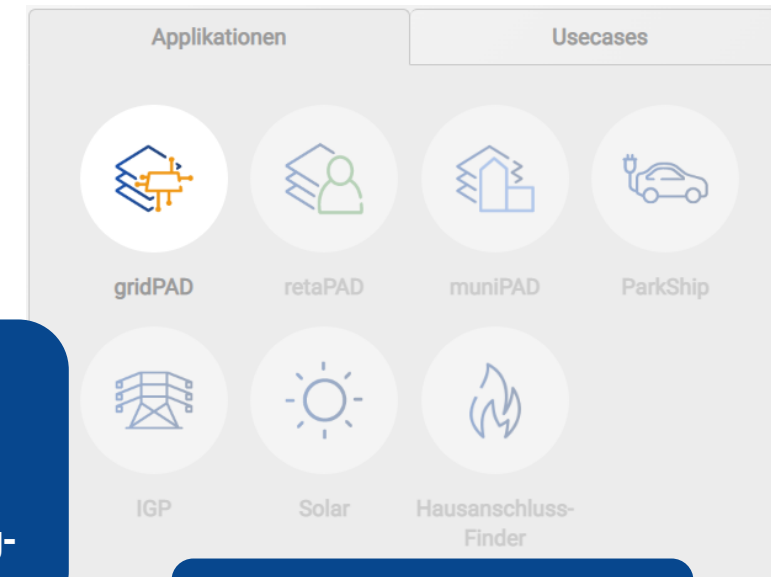 Applikationen
Usecases
gridPAD
retaPAD
muniPAD
ParkShip
IGP
Solar
Hausanschluss-
Finder